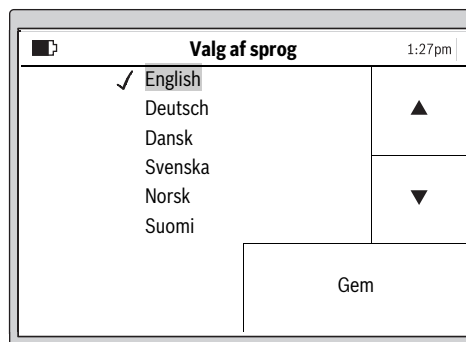 Valg af sprog 1:27pm
English
Deutsch
Dansk
Svenska
Norsk
Suomi
Gem